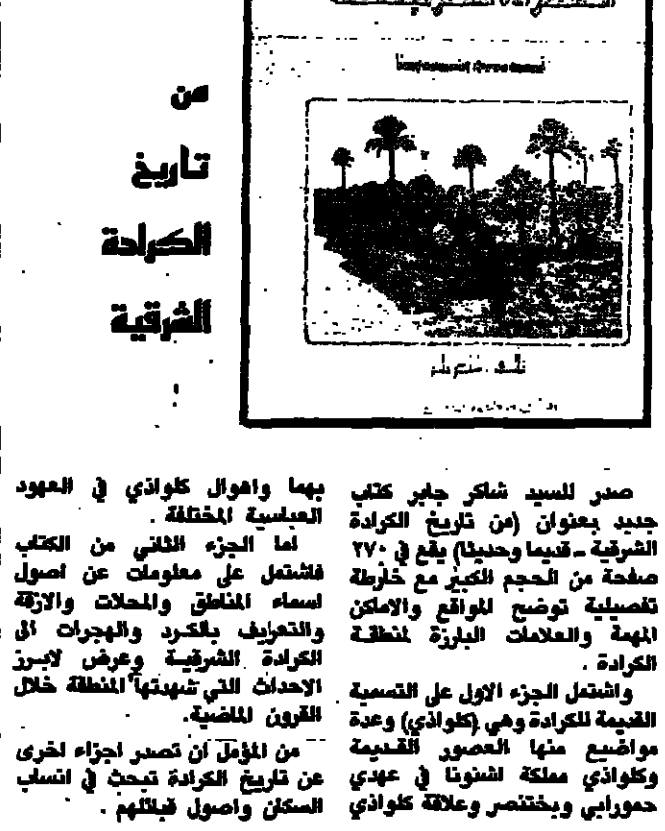 من
تاريخ
الكرادة
الشرقية
صدر للسيد شاكر جابر كتاب
جديد بعنوان (من تاريخ الكرادة
الشرقية ـ قديما وحديثا) يقع في ٢٧٠
صفحة من الحجم الكبير مع خارطة
تفصيلية توضح المواقع والاماكن
المهمة والعلامات البارزة لمنطقة
الكرادة .
واشتمل الجزء الاول على التسمية
القديمة للكرادة وهي (كلواذي) وعدة
مواضيع منها العصور القديمة
وكلواذي مملكة اشنونا في عهدي
حمورابي وبختنصر وعلاقة كلواذي
بهما واهوال كلواذي في العهود
العباسية المختلفة .
اما الجزء الثاني من الكتاب
فاشتمل على معلومات عن اصول
اسماء المناطق والمحلات والازقة
والتعرايف بالكرد والهجرات الى
الكرادة الشرقية وعرض لابرز
الاحداث التي شهدتها المنطقة خلال
القرون الماضية.
من المؤمل ان تصدر اجزاء اخرى
عن تاريخ الكرادة تبحث في انساب
السكان واصول قبائلهم .